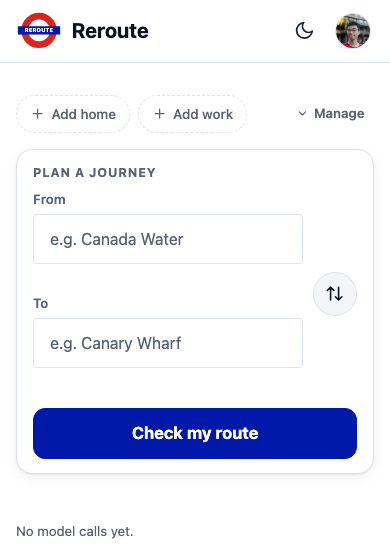 REROUTE
Reroute
+ Add home
+ Add work
Manage
PLAN A JOURNEY
From
e.g. Canada Water
To
e.g. Canary Wharf
Check my route
No model calls yet.